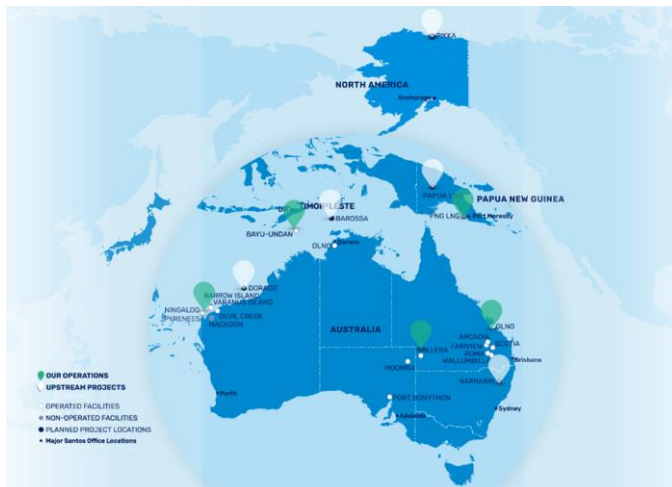 PIKKA
NORTH AMERICA
Anchorage
PAPUA
PAPUA NEW GUINEA
PNG LNG
Port Moresby
TIMOR-LESTE
BAROSSA
BAYU-UNDAN
DLNG
Darwin
DORADO
BARROW ISLAND
VARANUS ISLAND
NINGALOO
PYRENEES
DEVIL CREEK
MACEDON
AUSTRALIA
GLNG
ARCADIA
FAIRVIEW
SCOTIA
ROMA
WALLUMBILLA
BALLERA
MOOMBA
Brisbane
NARRABRI
PORT BONYTHON
Perth
Adelaide
Sydney
OUR OPERATIONS
UPSTREAM PROJECTS
OPERATED FACILITIES
NON-OPERATED FACILITIES
PLANNED PROJECT LOCATIONS
Major Santos Office Locations